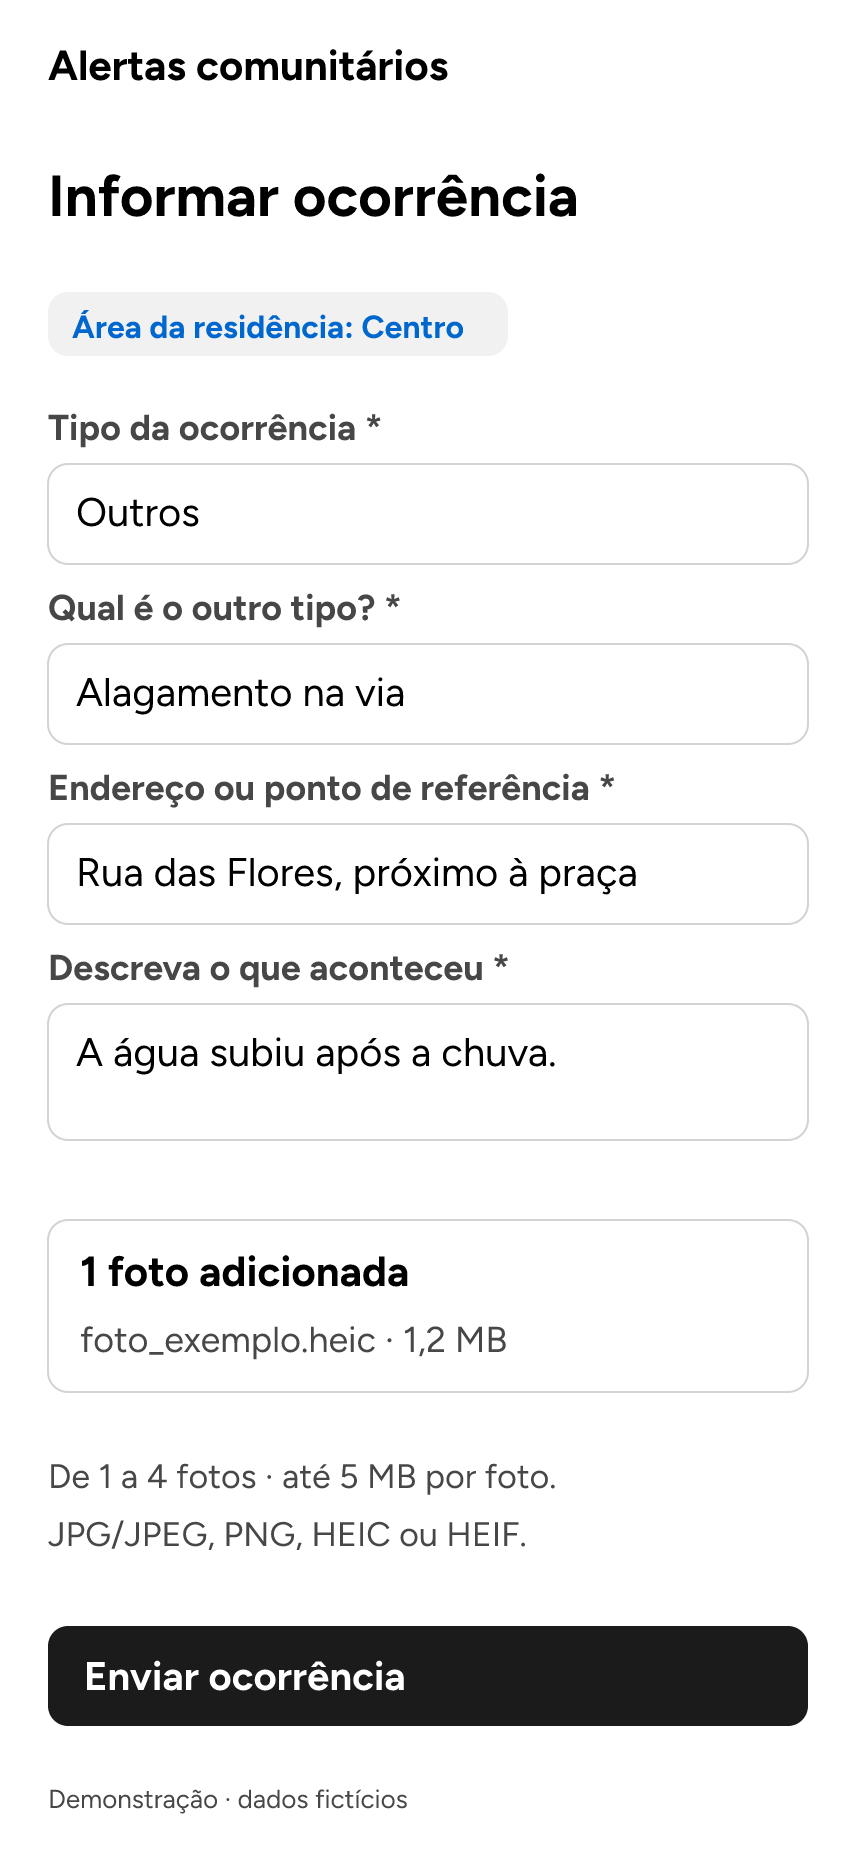 Alertas comunitários
Informar ocorrência
Área da residência: Centro
Tipo da ocorrência *
Outros
Qual é o outro tipo? *
Alagamento na via
Endereço ou ponto de referência *
Rua das Flores, próximo à praça
Descreva o que aconteceu *
A água subiu após a chuva.
1 foto adicionada
foto_exemplo.heic · 1,2 MB
De 1 a 4 fotos · até 5 MB por foto.
JPG/JPEG, PNG, HEIC ou HEIF.
Enviar ocorrência
Demonstração · dados fictícios